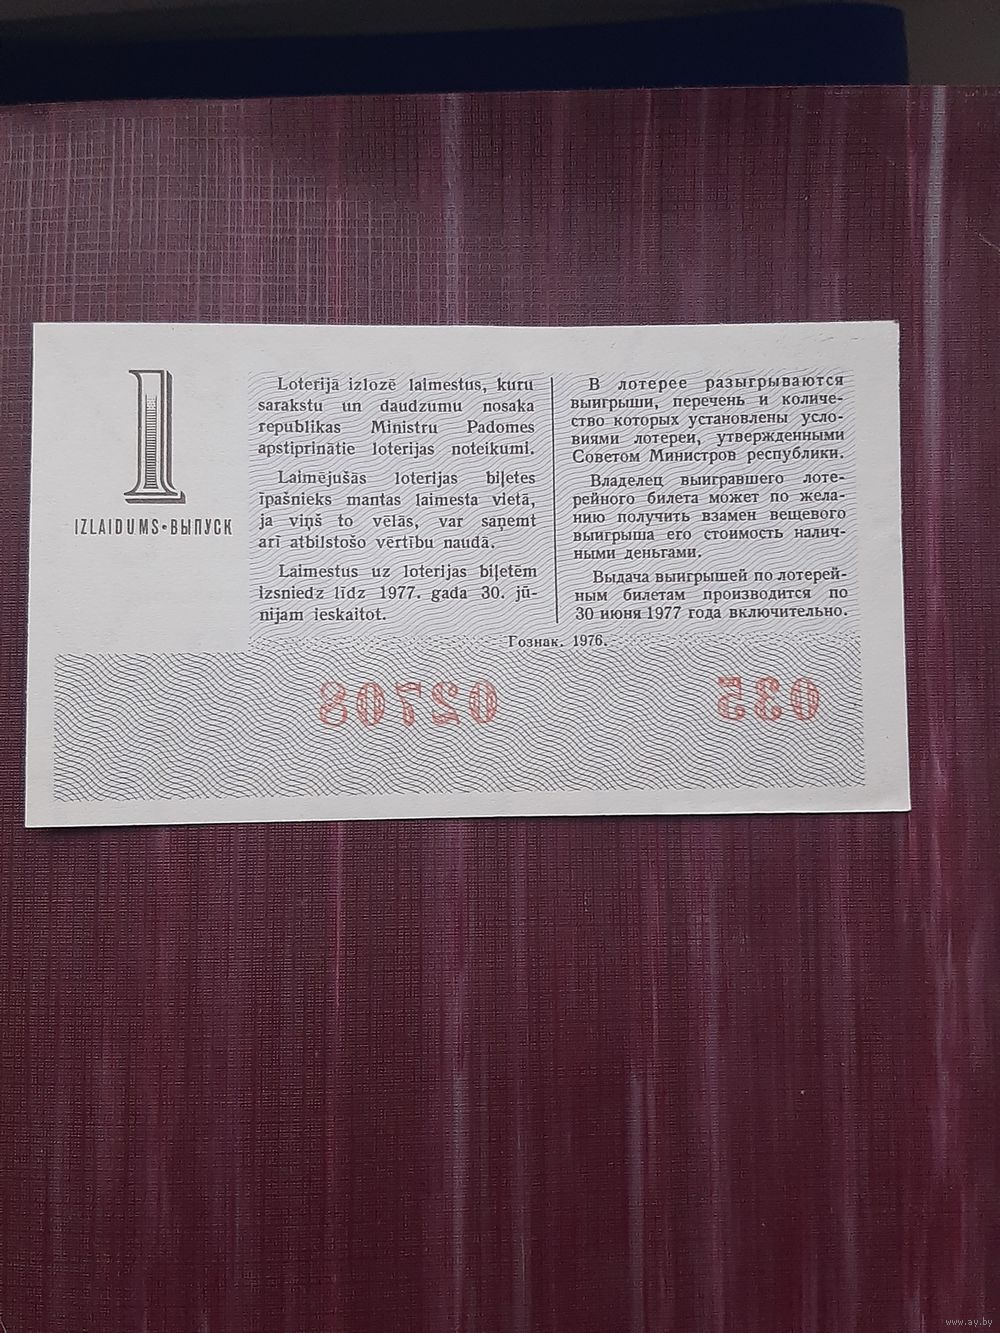 1
IZLAIDUMS•ВЫПУСК
Loterijā izlozē laimestus, kuru
sarakstu un daudzumu nosaka
republikas Ministru Padomes
apstiprinātie loterijas noteikumi.
Laimējušās loterijas biļetes
īpašnieks mantas laimesta vietā,
ja viņš to vēlās, var saņemt
arī atbilstošo vērtību naudā.
Laimestus uz loterijas biļetēm
izsniedz līdz 1977. gada 30. jū-
nijam ieskaitot.
В лотерее разыгрываются
выигрыши, перечень и количе-
ство которых установлены усло-
виями лотереи, утвержденными
Советом Министров республики.
Владелец выигравшего лоте-
рейного билета может по жела-
нию получить взамен вещевого
выигрыша его стоимость налич-
ными деньгами.
Выдача выигрышей по лотерей-
ным билетам производится по
30 июня 1977 года включительно.
Гознак. 1976.
02708 035
www.ay.by